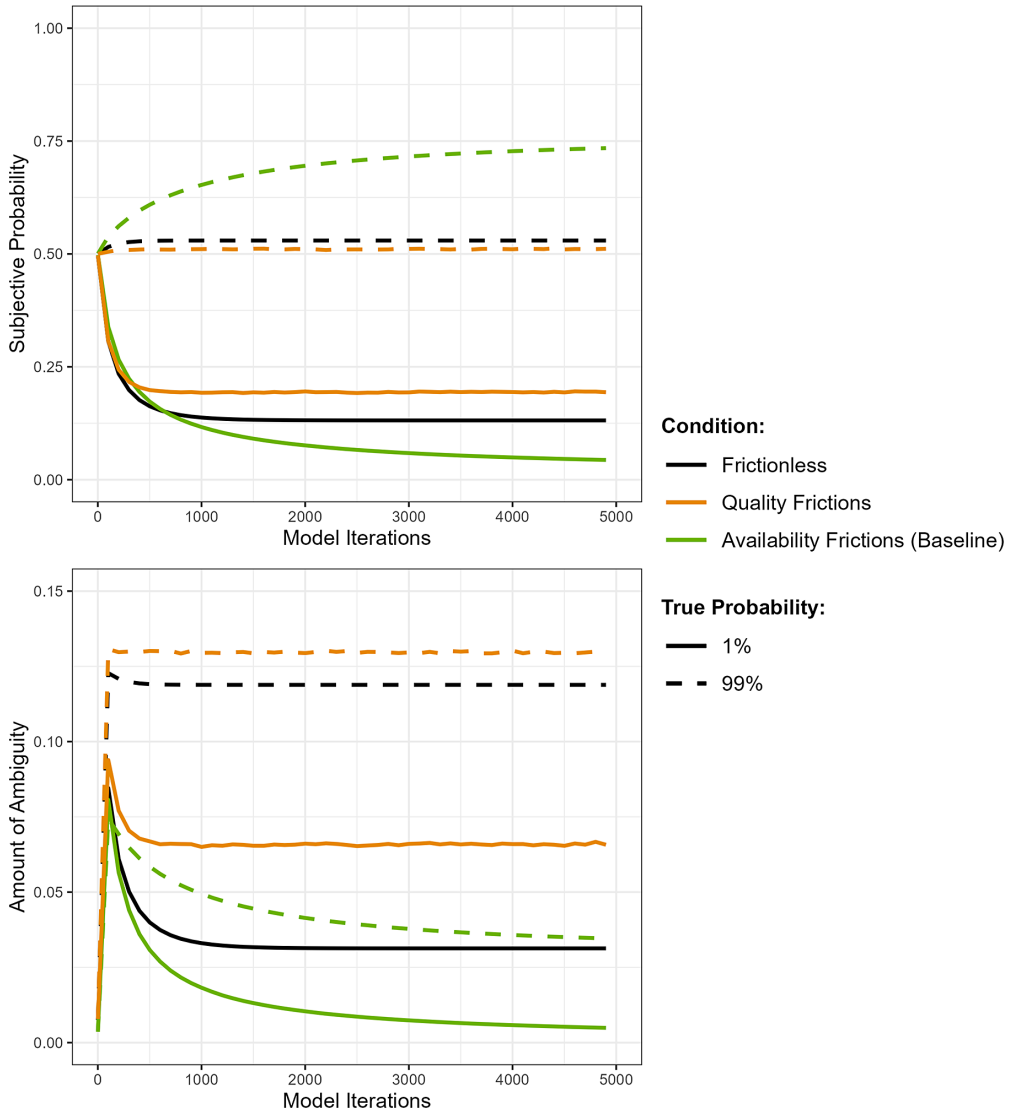 1.00
0.75
0.50
0.25
0.00
Subjective Probability
0 1000 2000 3000 4000 5000
Model Iterations
Condition:
Frictionless
Quality Frictions
Availability Frictions (Baseline)
True Probability:
1%
99%
0.15
0.10
0.05
0.00
Amount of Ambiguity
0 1000 2000 3000 4000 5000
Model Iterations